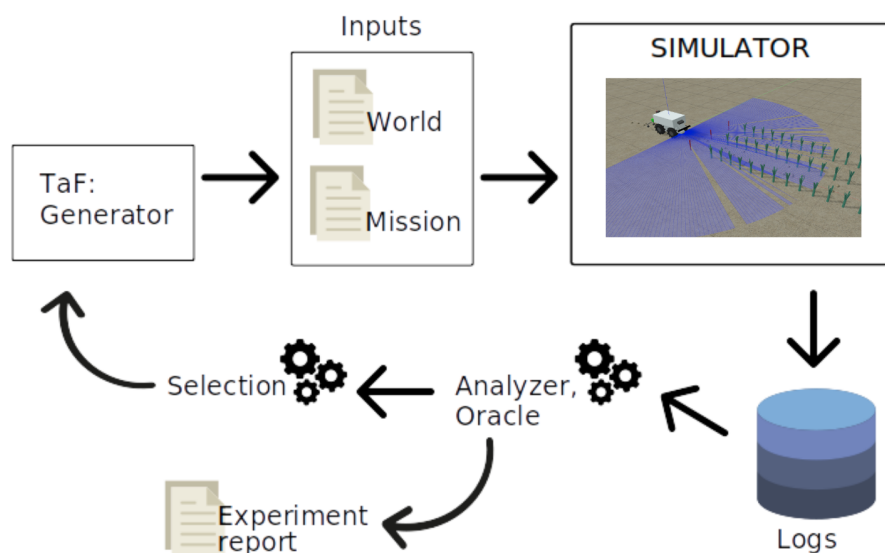 Inputs
SIMULATOR
World
TaF:
Generator
Mission
Selection
Analyzer,
Oracle
Experiment
report
Logs